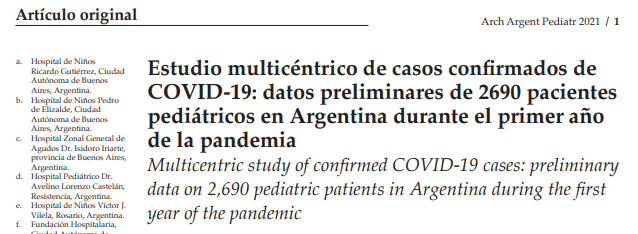 Artículo original
Arch Argent Pediatr 2021 / 1
a. Hospital de Niños
Ricardo Gutiérrez, Ciudad
Autónoma de Buenos
Aires, Argentina.
b. Hospital de Niños Pedro
de Elizalde, Ciudad
Autónoma de Buenos
Aires, Argentina.
c. Hospital Zonal General de
Agudos Dr. Isidoro Iriarte,
provincia de Buenos Aires,
Argentina.
d. Hospital Pediátrico Dr.
Avelino Lorenzo Castelán,
Resistencia, Argentina.
e. Hospital de Niños Víctor J.
Vilela, Rosario, Argentina.
f. Fundación Hospitalaria,
Ciudad Autónoma de
Estudio multicéntrico de casos confirmados de
COVID-19: datos preliminares de 2690 pacientes
pediátricos en Argentina durante el primer año
de la pandemia
Multicentric study of confirmed COVID-19 cases: preliminary
data on 2,690 pediatric patients in Argentina during the first
year of the pandemic